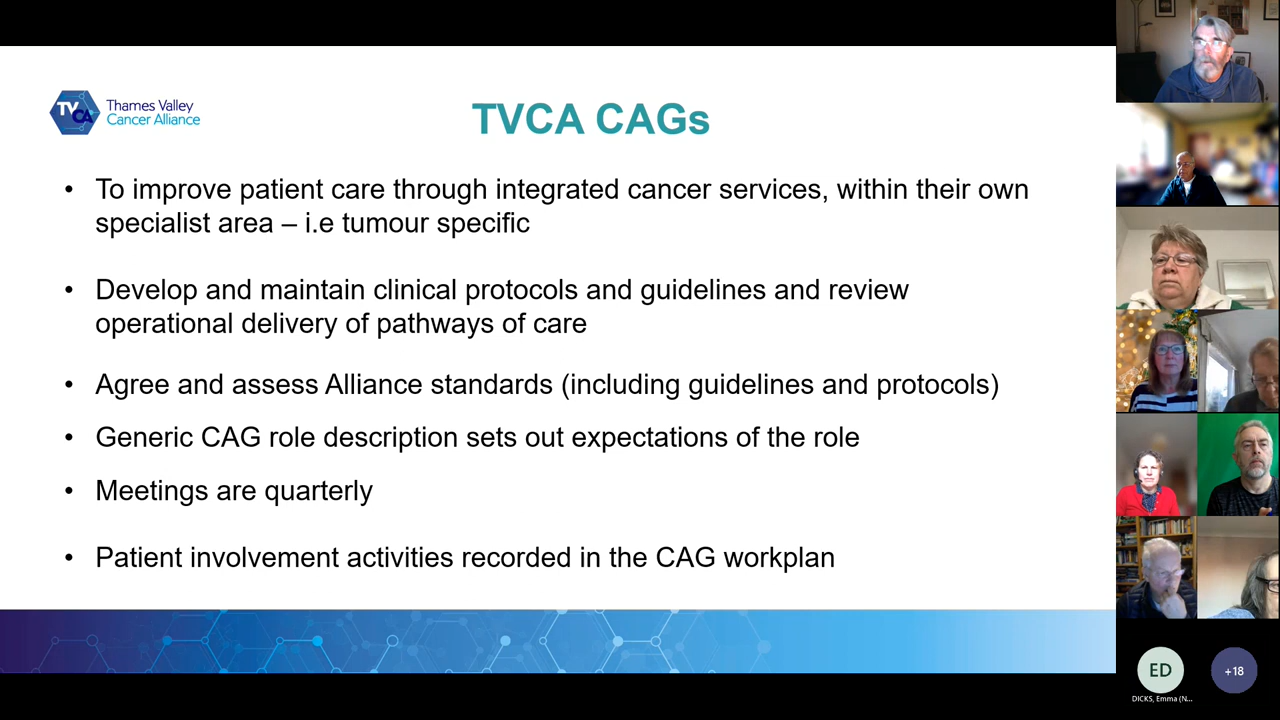 TVCA
Thames Valley
Cancer Alliance
TVCA CAGs
• To improve patient care through integrated cancer services, within their own
specialist area – i.e tumour specific
• Develop and maintain clinical protocols and guidelines and review
operational delivery of pathways of care
• Agree and assess Alliance standards (including guidelines and protocols)
• Generic CAG role description sets out expectations of the role
• Meetings are quarterly
• Patient involvement activities recorded in the CAG workplan
ED
+18
DICKS, Emma (N...